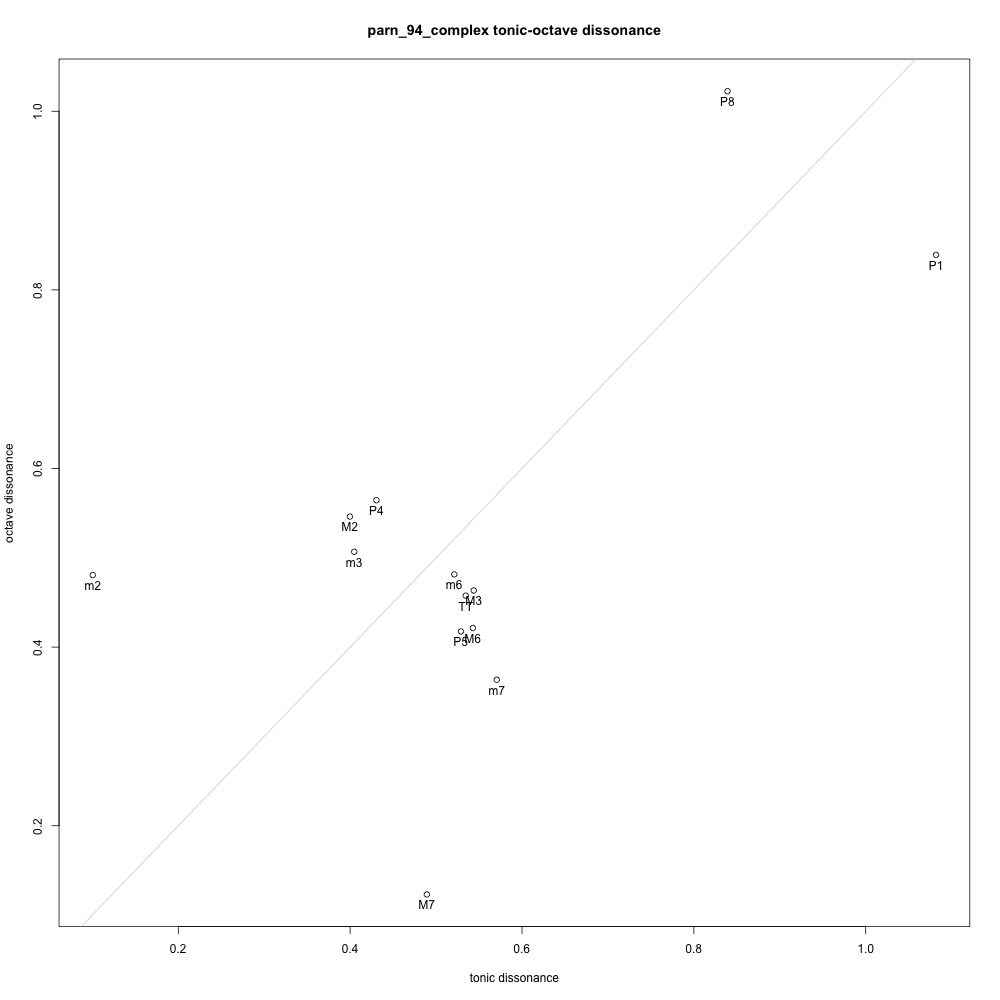 parn_94_complex tonic-octave dissonance
octave dissonance
1.0
0.8
0.6
0.4
0.2
P8
P1
P4
M2
m3
m2
m6
M3
TT
M6
P5
m7
M7
0.2 0.4 0.6 0.8 1.0
tonic dissonance